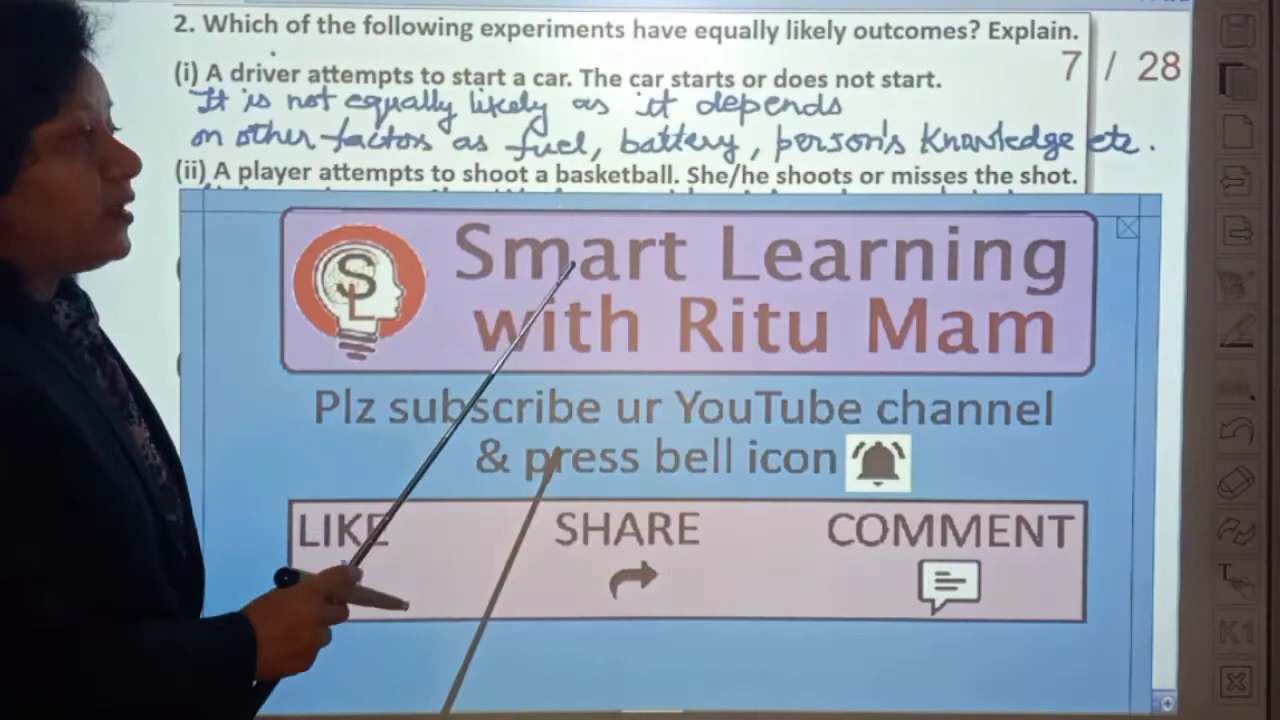 2. Which of the following experiments have equally likely outcomes? Explain.
(i) A driver attempts to start a car. The car starts or does not start.
7 / 28
It is not equally likely as it depends
on other factors as fuel, battery, person's Knowledge etc.
(ii) A player attempts to shoot a basketball. She/he shoots or misses the shot.
SL
Smart Learning
with Ritu Mam
Plz subscribe ur YouTube channel
& press bell icon
LIKE SHARE COMMENT
T
K1